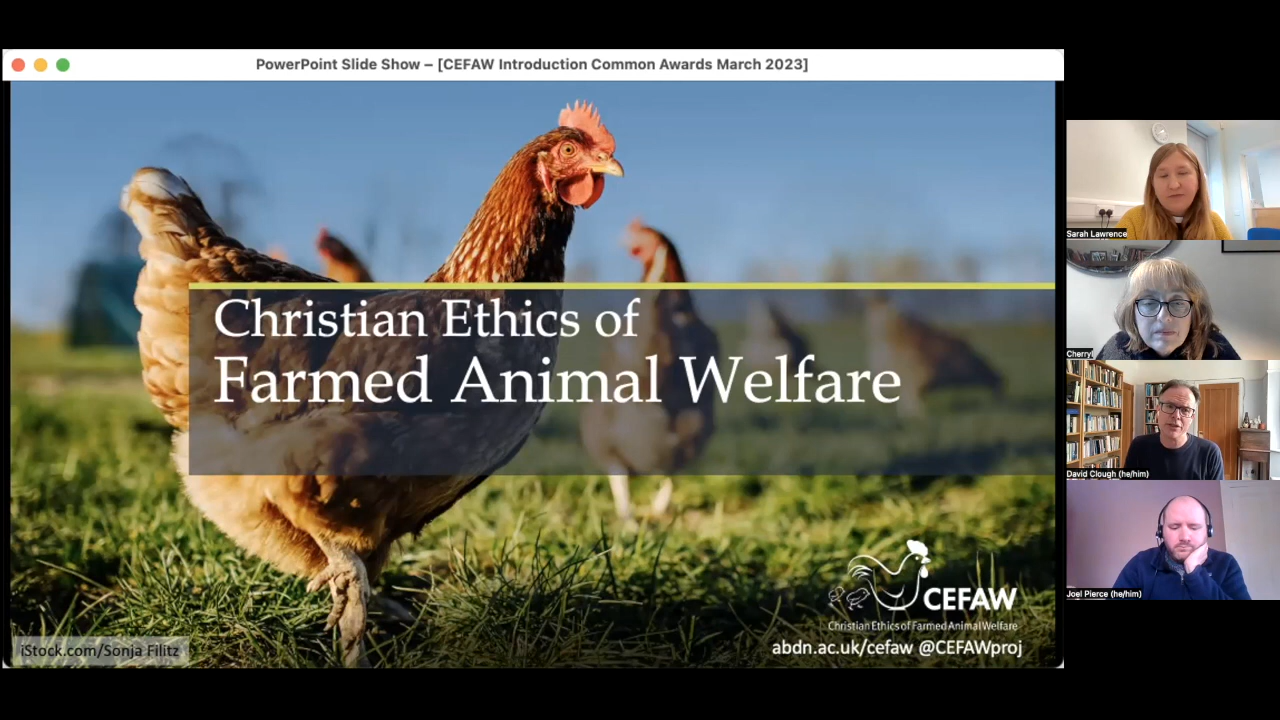 PowerPoint Slide Show – [CEFAW Introduction Common Awards March 2023]
Christian Ethics of
Farmed Animal Welfare
CEFAW
Christian Ethics of Farmed Animal Welfare
abdn.ac.uk/cefaw @CEFAWproj
iStock.com/Sonja Filitz
Sarah Lawrence
Cherryl
David Clough (he/him)
Joel Pierce (he/him)